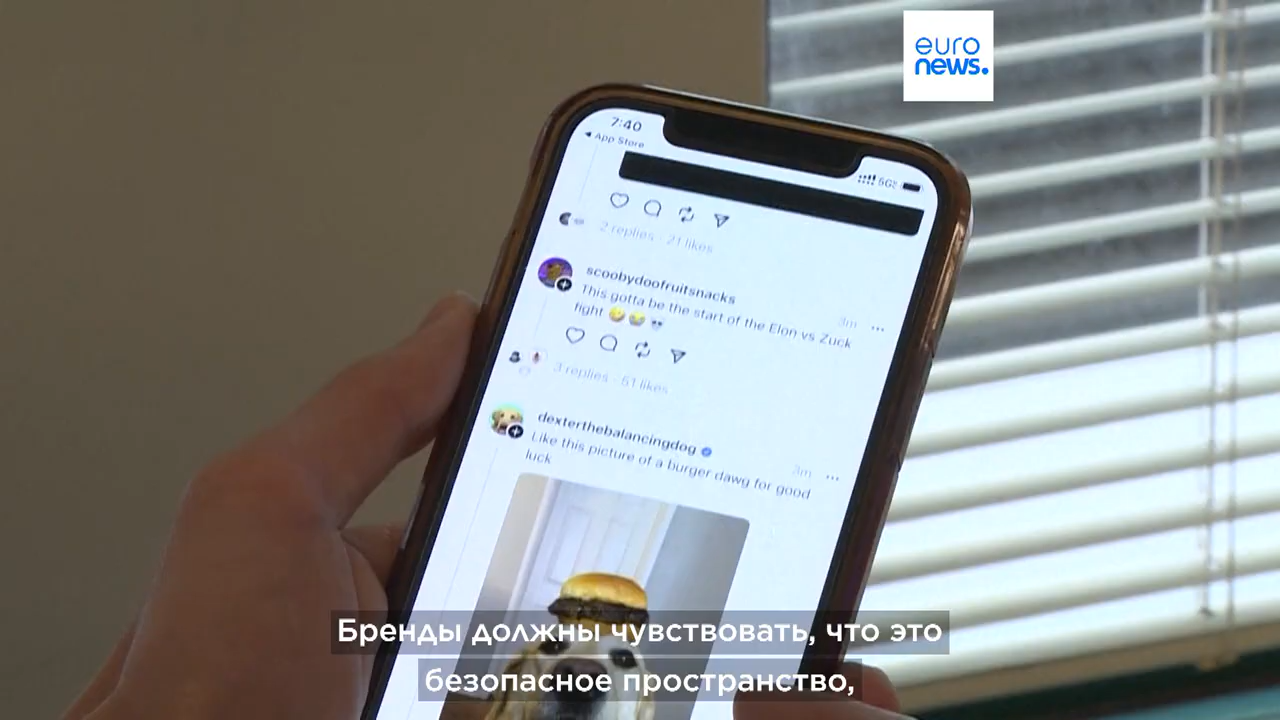 euro
news.
7:40
App Store
5G
2 replies · 21 likes
scoobydoofruitsnacks
3m
This gotta be the start of the Elon vs Zuck
fight 🤣😂💀
3 replies · 51 likes
dexterthebalancingdog
3m
Like this picture of a burger dawg for good
luck
Бренды должны чувствовать, что это
безопасное пространство,